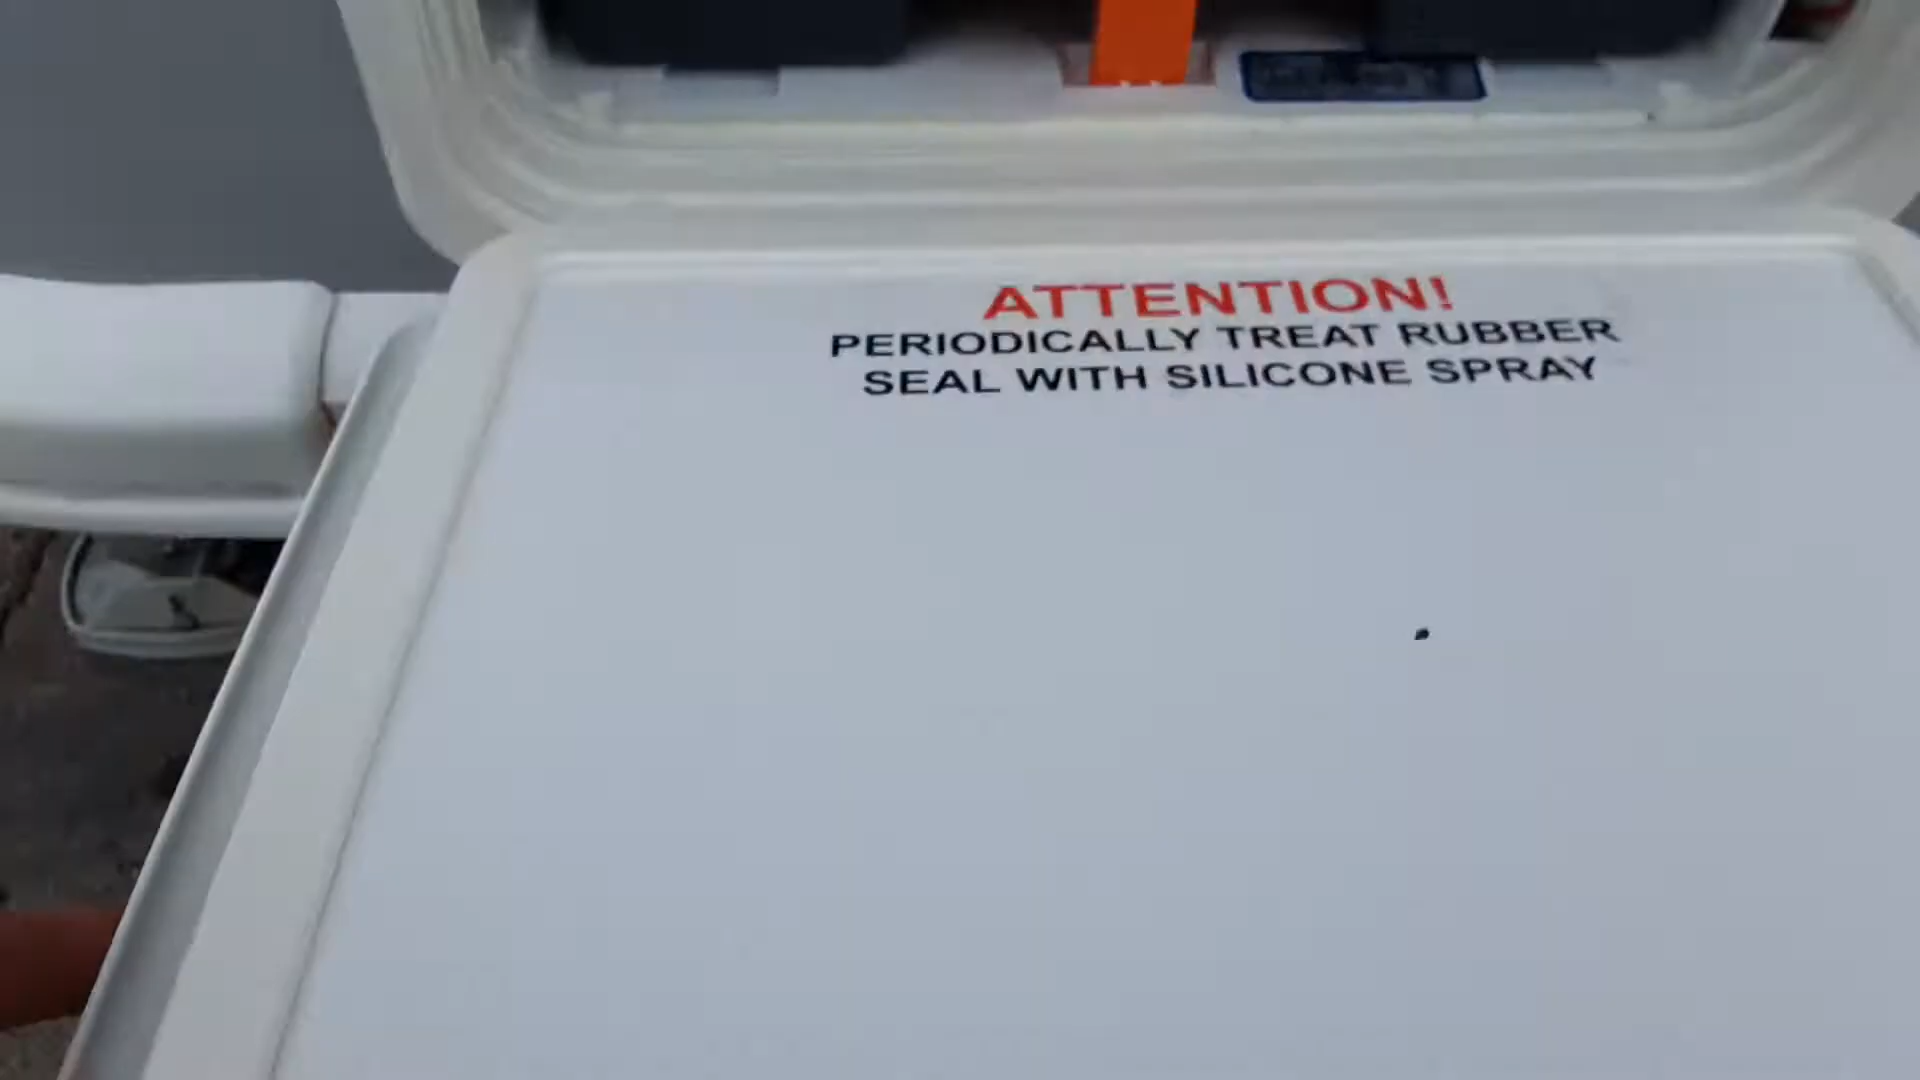 ATTENTION!
PERIODICALLY TREAT RUBBER
SEAL WITH SILICONE SPRAY